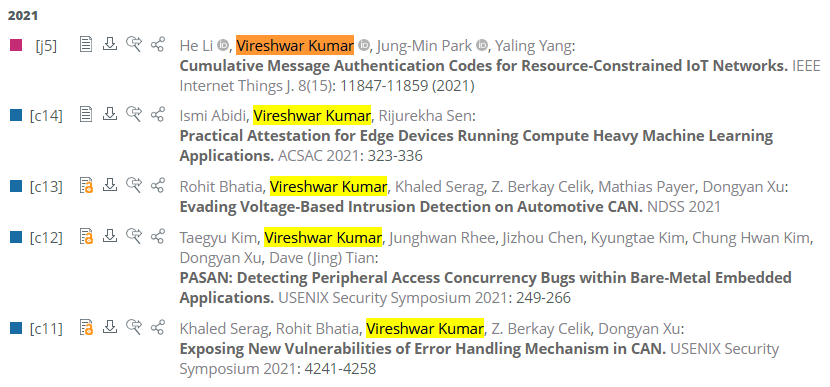 2021
[j5] He Li, Vireshwar Kumar, Jung-Min Park, Yaling Yang:
Cumulative Message Authentication Codes for Resource-Constrained IoT Networks. IEEE
Internet Things J. 8(15): 11847-11859 (2021)
[c14] Ismi Abidi, Vireshwar Kumar, Rijurekha Sen:
Practical Attestation for Edge Devices Running Compute Heavy Machine Learning
Applications. ACSAC 2021: 323-336
[c13] Rohit Bhatia, Vireshwar Kumar, Khaled Serag, Z. Berkay Celik, Mathias Payer, Dongyan Xu:
Evading Voltage-Based Intrusion Detection on Automotive CAN. NDSS 2021
[c12] Taegyu Kim, Vireshwar Kumar, Junghwan Rhee, Jizhou Chen, Kyungtae Kim, Chung Hwan Kim,
Dongyan Xu, Dave (Jing) Tian:
PASAN: Detecting Peripheral Access Concurrency Bugs within Bare-Metal Embedded
Applications. USENIX Security Symposium 2021: 249-266
[c11] Khaled Serag, Rohit Bhatia, Vireshwar Kumar, Z. Berkay Celik, Dongyan Xu:
Exposing New Vulnerabilities of Error Handling Mechanism in CAN. USENIX Security
Symposium 2021: 4241-4258